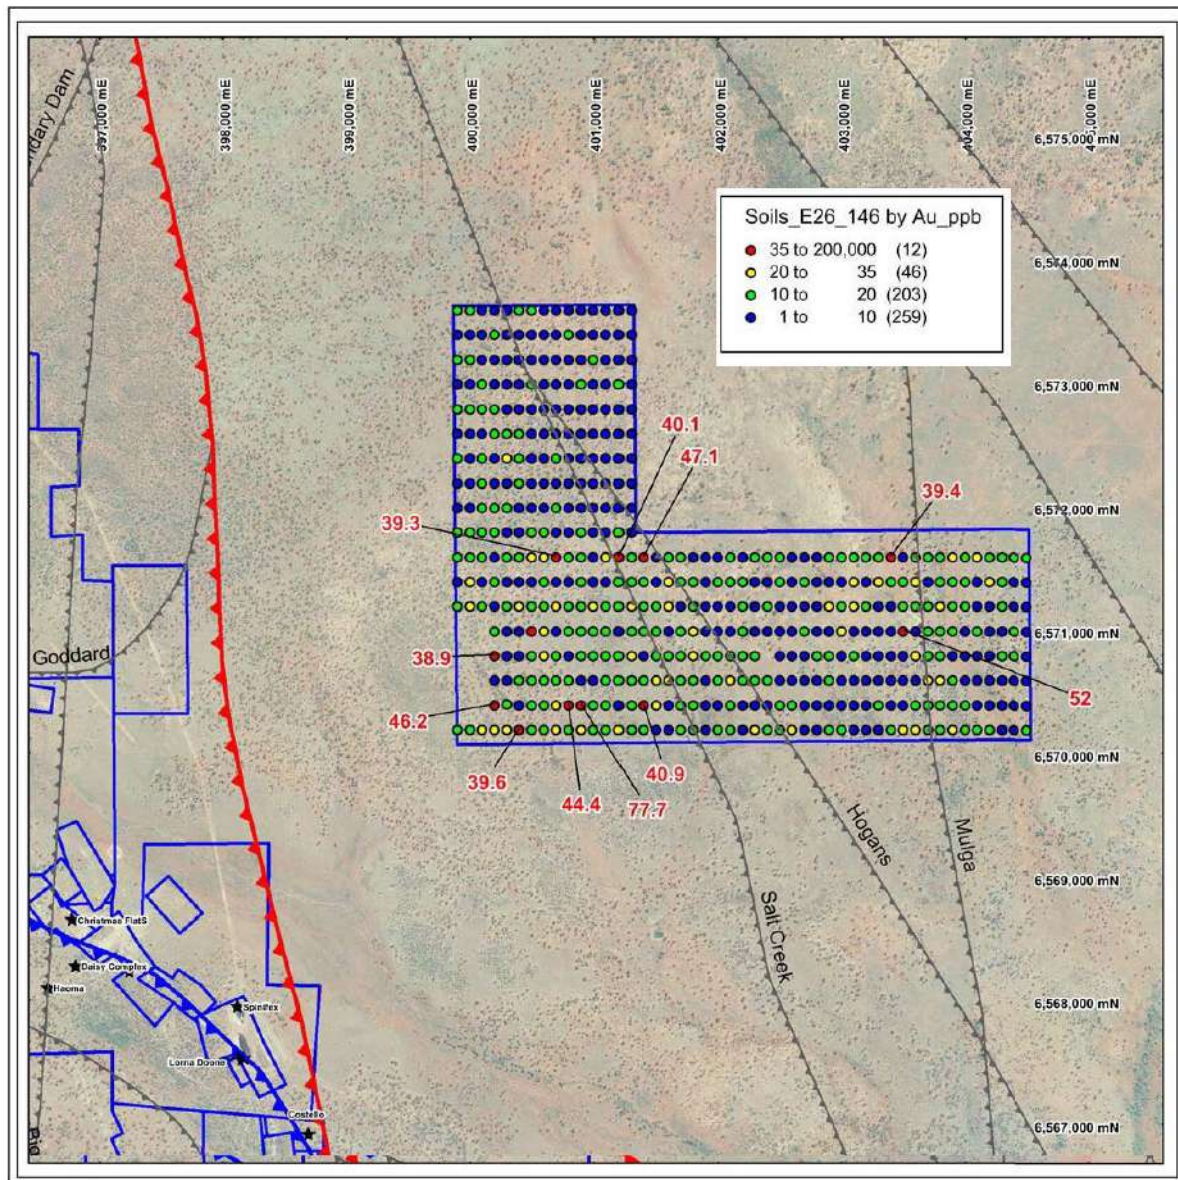 ndary Dam
397,000 mE
398,000 mE
399,000 mE
400,000 mE
401,000 mE
402,000 mE
403,000 mE
404,000 mE
6,575,000 mN
Soils_E26_146 by Au_ppb
35 to 200,000 (12)
20 to 35 (46)
10 to 20 (203)
1 to 10 (259)
6,574,000 mN
6,573,000 mN
40.1
47.1
39.4
39.3
6,572,000 mN
6,571,000 mN
Goddard
38.9
52
46.2
39.6
44.4
77.7
40.9
6,570,000 mN
Hogans
Mulga
6,569,000 mN
Salt Creek
Christmas FlatS
Daisy Complex
Haoma
Spinifex
6,568,000 mN
Lorna Doone
Costello
6,567,000 mN